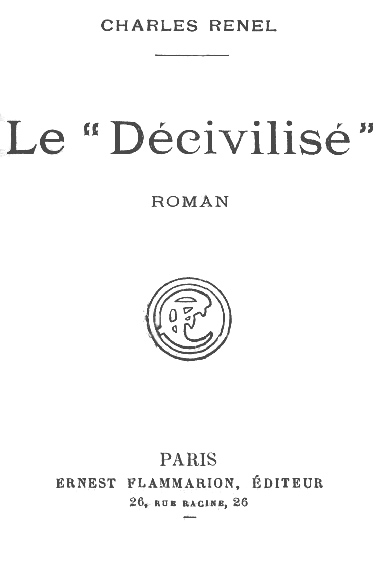 CHARLES RENEL
Le “ Décivilisé ”
ROMAN
PARIS
ERNEST FLAMMARION, ÉDITEUR
26, RUE RACINE, 26